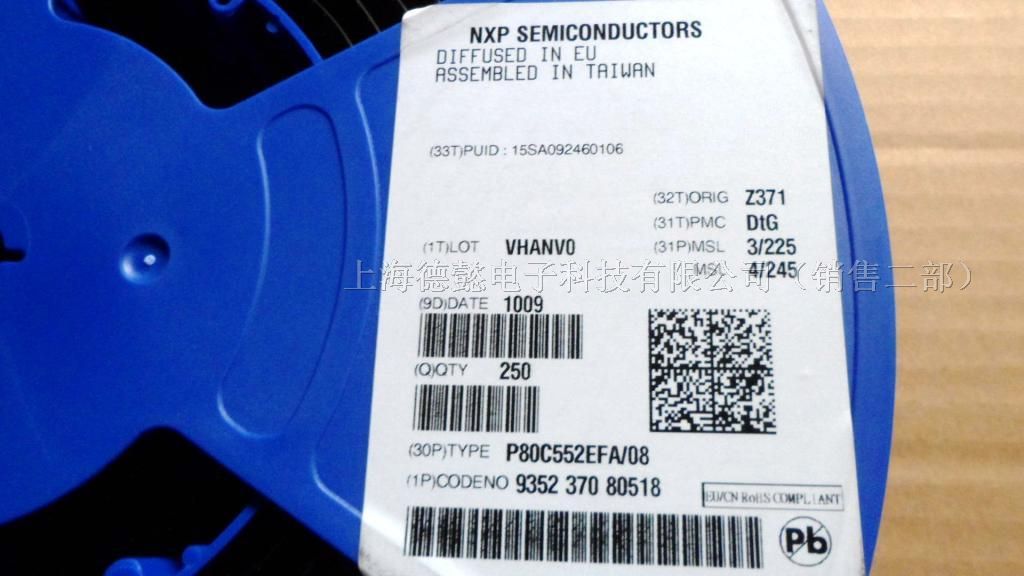 NXP SEMICONDUCTORS
DIFFUSED IN EU
ASSEMBLED IN TAIWAN
(33T)PUID : 15SA092460106
(32T)ORIG Z371
(31T)PMC DtG
(1T)LOT VHANV0 (31P)MSL 3/225
MSL 4/245
上海德懿电子科技有限公司（销售二部）
(9D)DATE 1009
(Q)QTY 250
(30P)TYPE P80C552EFA/08
(1P)CODENO 9352 370 80518
EU/CN RoHS COMPLIANT
Pb